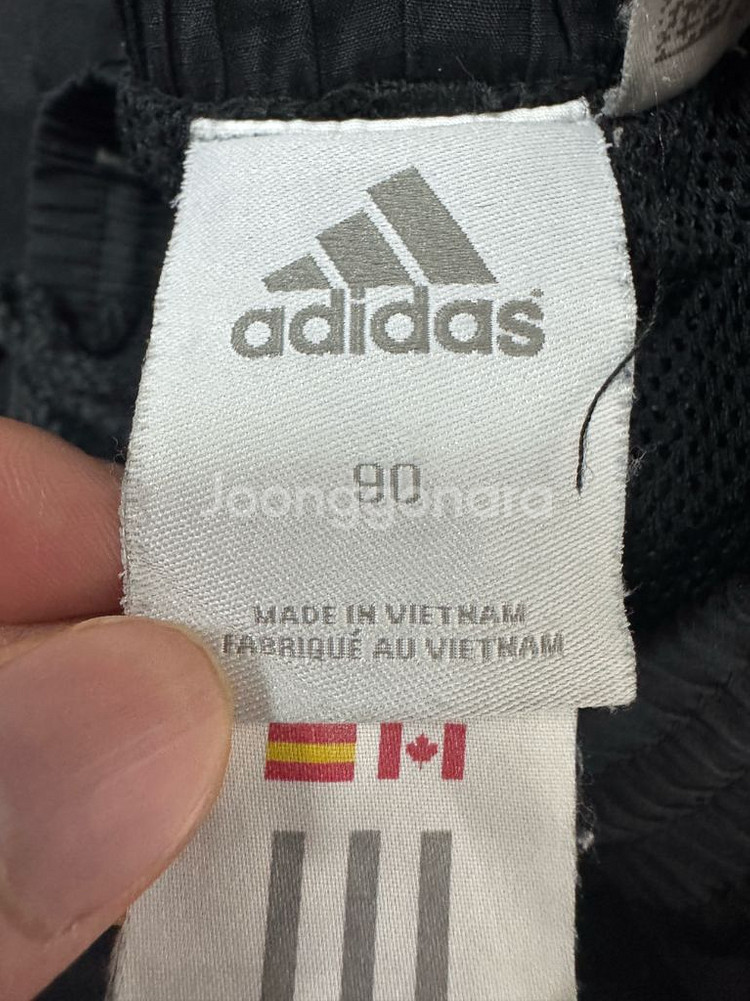 adidas
90
Joonggonara
MADE IN VIETNAM
FABRIQUÉ AU VIETNAM